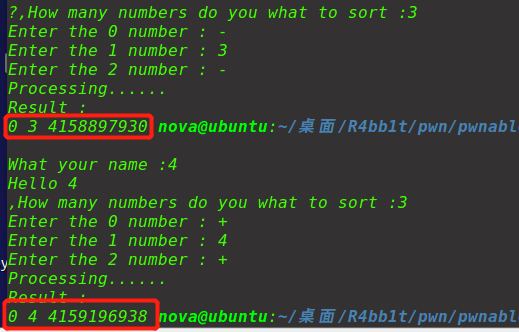 ?,How many numbers do you what to sort :3
Enter the 0 number : -
Enter the 1 number : 3
Enter the 2 number : -
Processing......
Result :
0 3 4158897930 nova@ubuntu:~/桌面/R4bb1t/pwn/pwnabl
What your name :4
Hello 4
,How many numbers do you what to sort :3
Enter the 0 number : +
Enter the 1 number : 4
y
Enter the 2 number : +
Processing......
Result :
0 4 4159196938 nova@ubuntu:~/桌面/R4bb1t/pwn/pwnabl